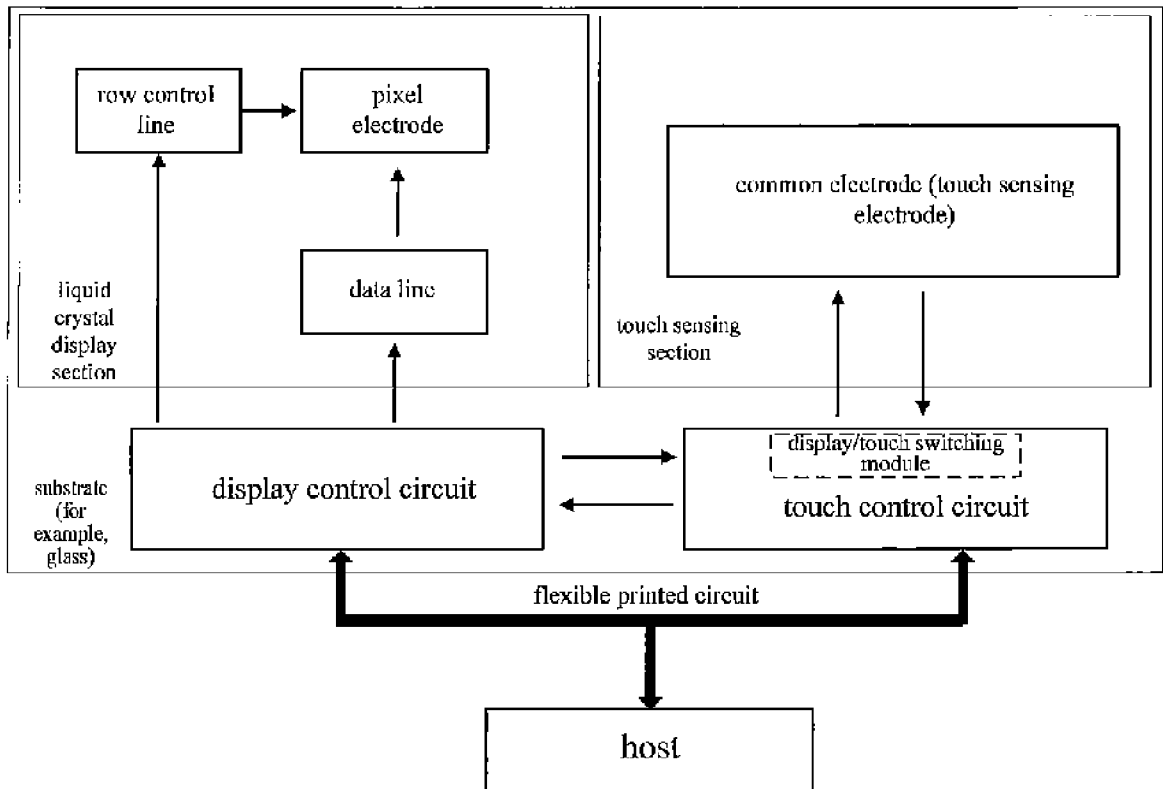 row control
line
pixel
electrode
common electrode (touch sensing
electrode)
data line
liquid
crystal
display
section
touch sensing
section
display/touch switching
module
display control circuit
touch control circuit
substrate
(for
example,
glass)
flexible printed circuit
host